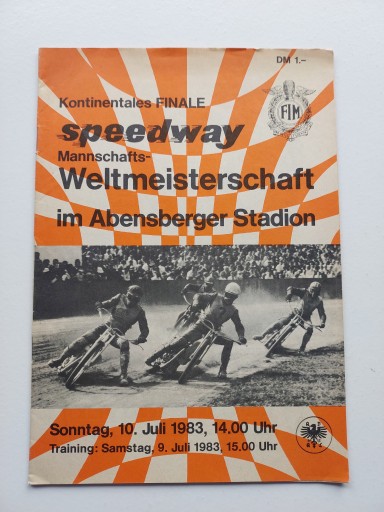 DM 1.–
Kontinentales FINALE
FIM
speedway
Mannschafts-
Weltmeisterschaft
im Abensberger Stadion
Sonntag, 10. Juli 1983, 14.00 Uhr
Training: Samstag, 9. Juli 1983, 15.00 Uhr